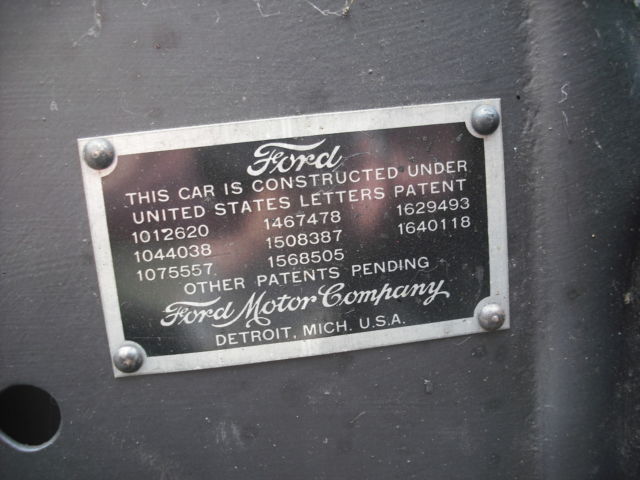 Ford
THIS CAR IS CONSTRUCTED UNDER
UNITED STATES LETTERS PATENT
1012620 1467478 1629493
1044038 1508387 1640118
1075557 1568505
OTHER PATENTS PENDING
Ford Motor Company
DETROIT, MICH. U.S.A.